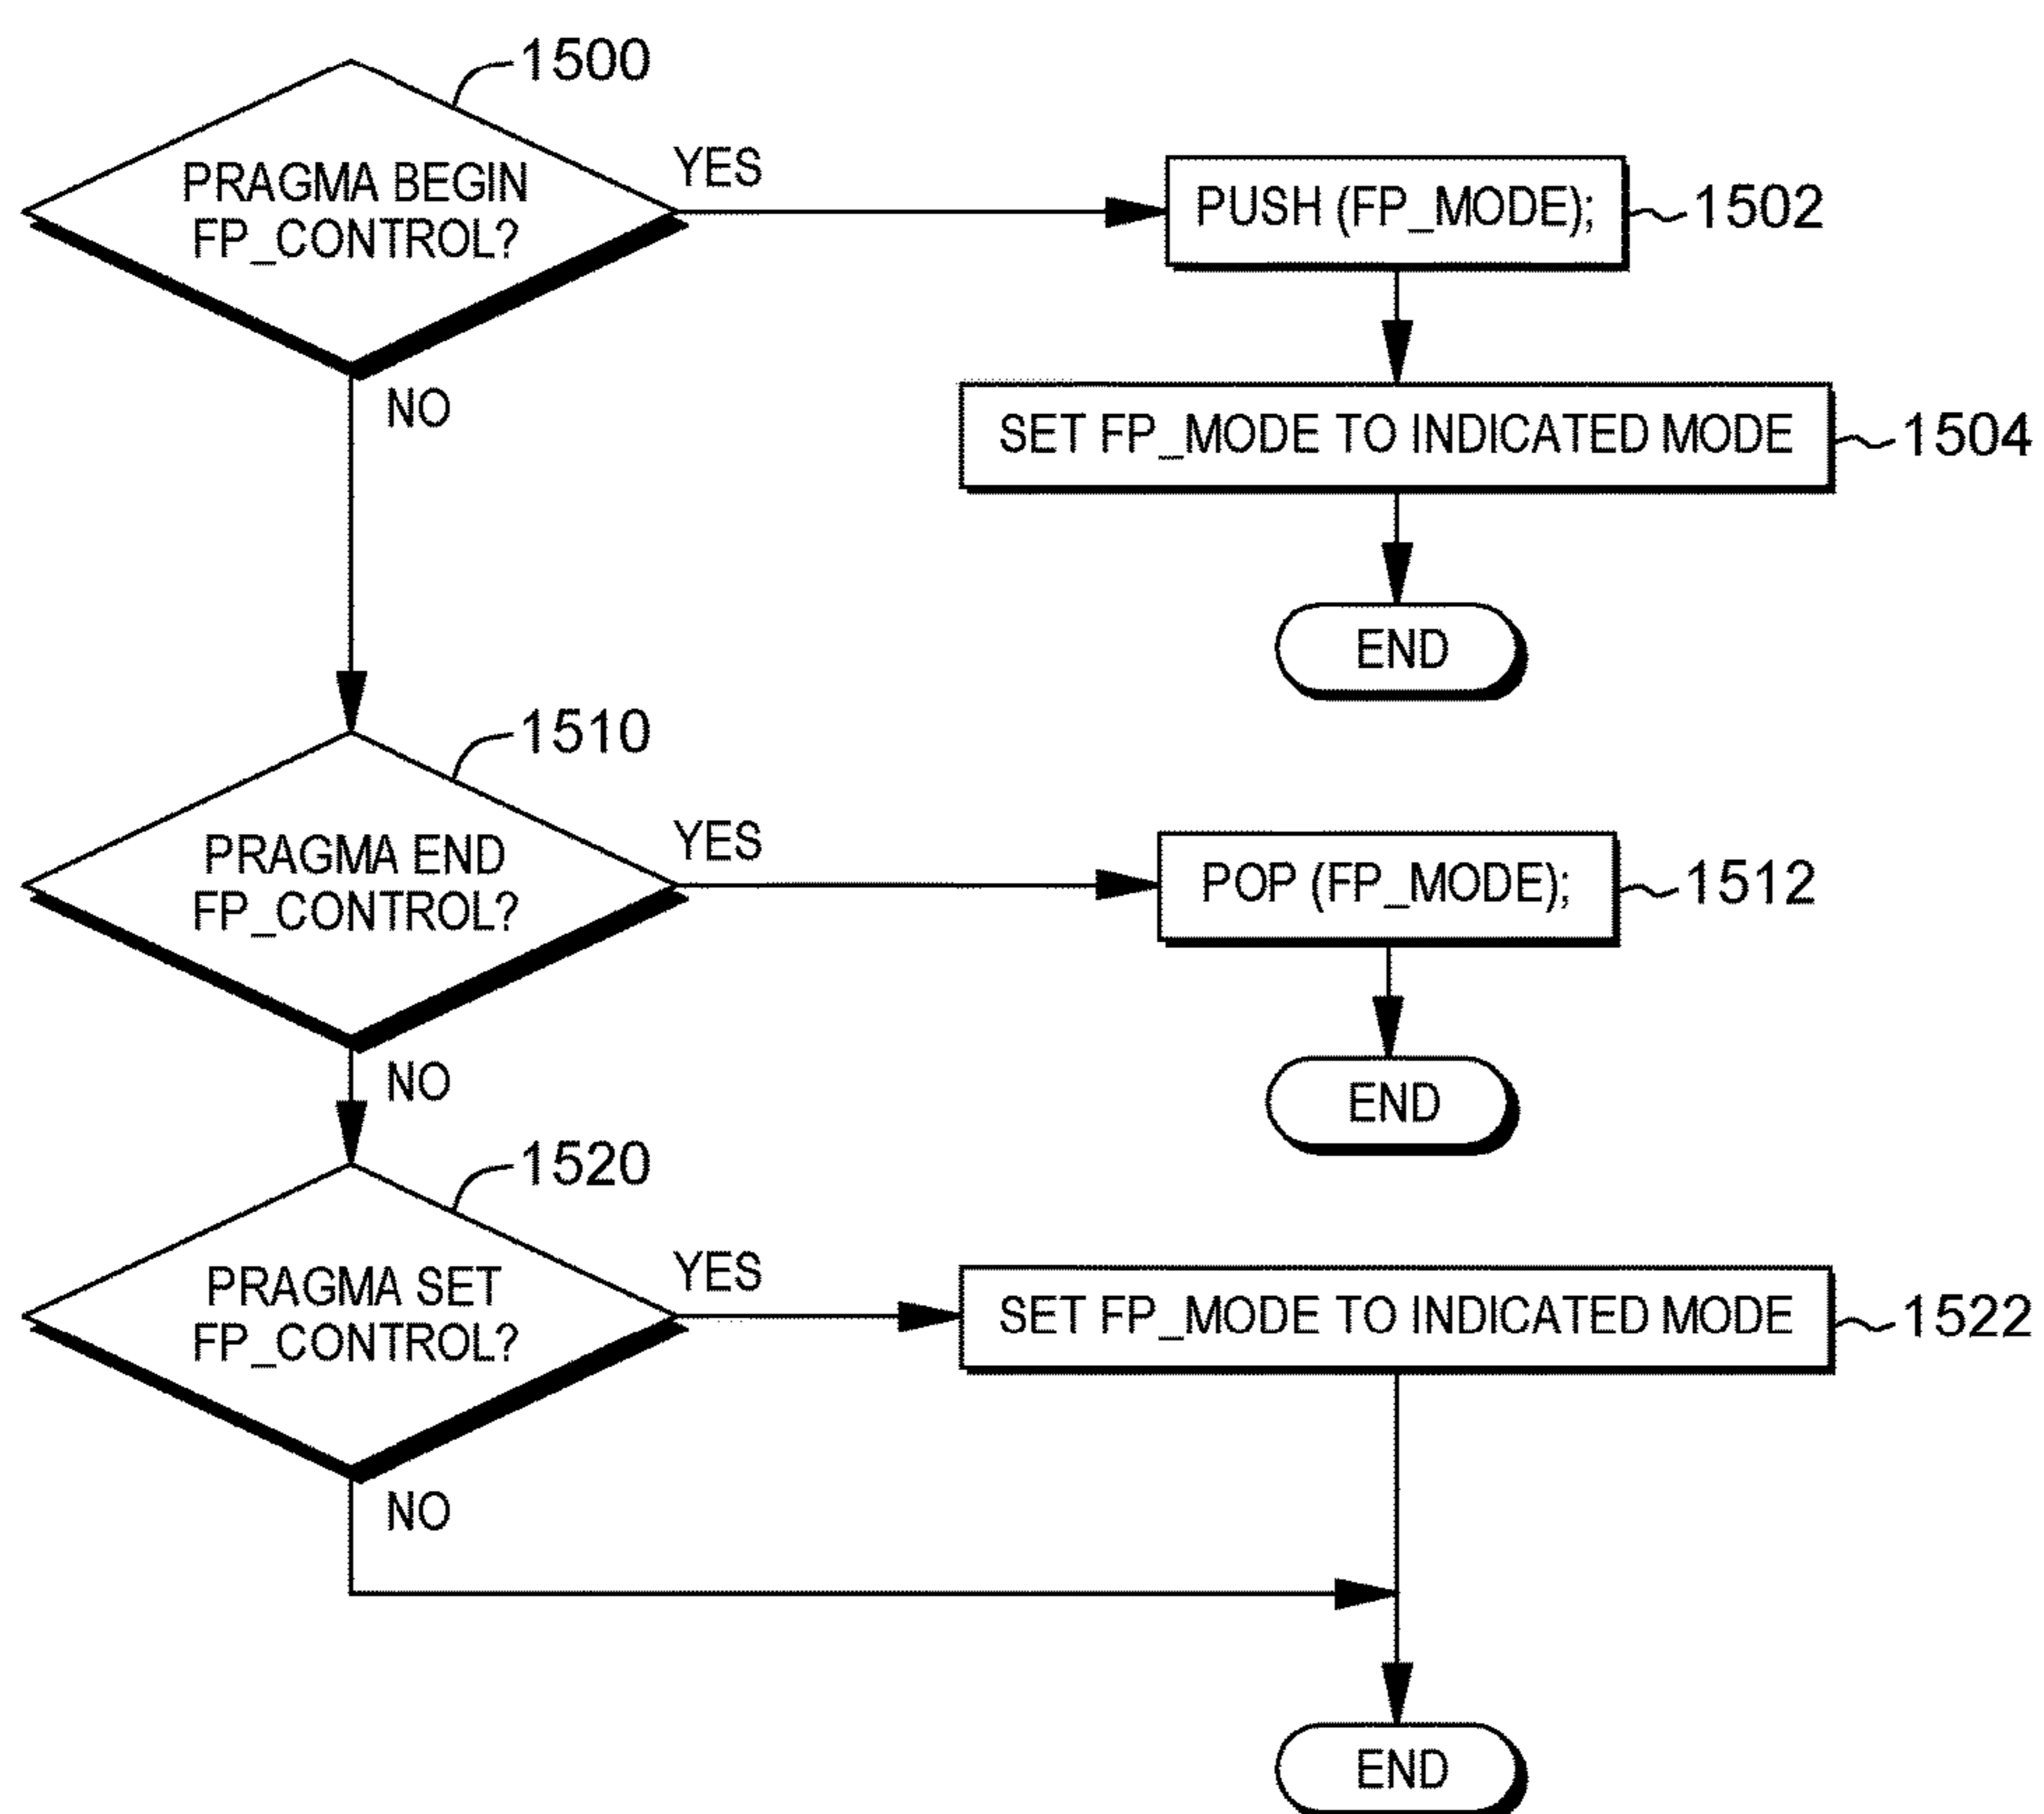 1500
PRAGMA BEGIN
FP_CONTROL?
YES
PUSH (FP_MODE);
1502
NO
SET FP_MODE TO INDICATED MODE
1504
END
1510
PRAGMA END
FP_CONTROL?
YES
POP (FP_MODE);
1512
NO
END
1520
PRAGMA SET
FP_CONTROL?
YES
SET FP_MODE TO INDICATED MODE
1522
NO
END